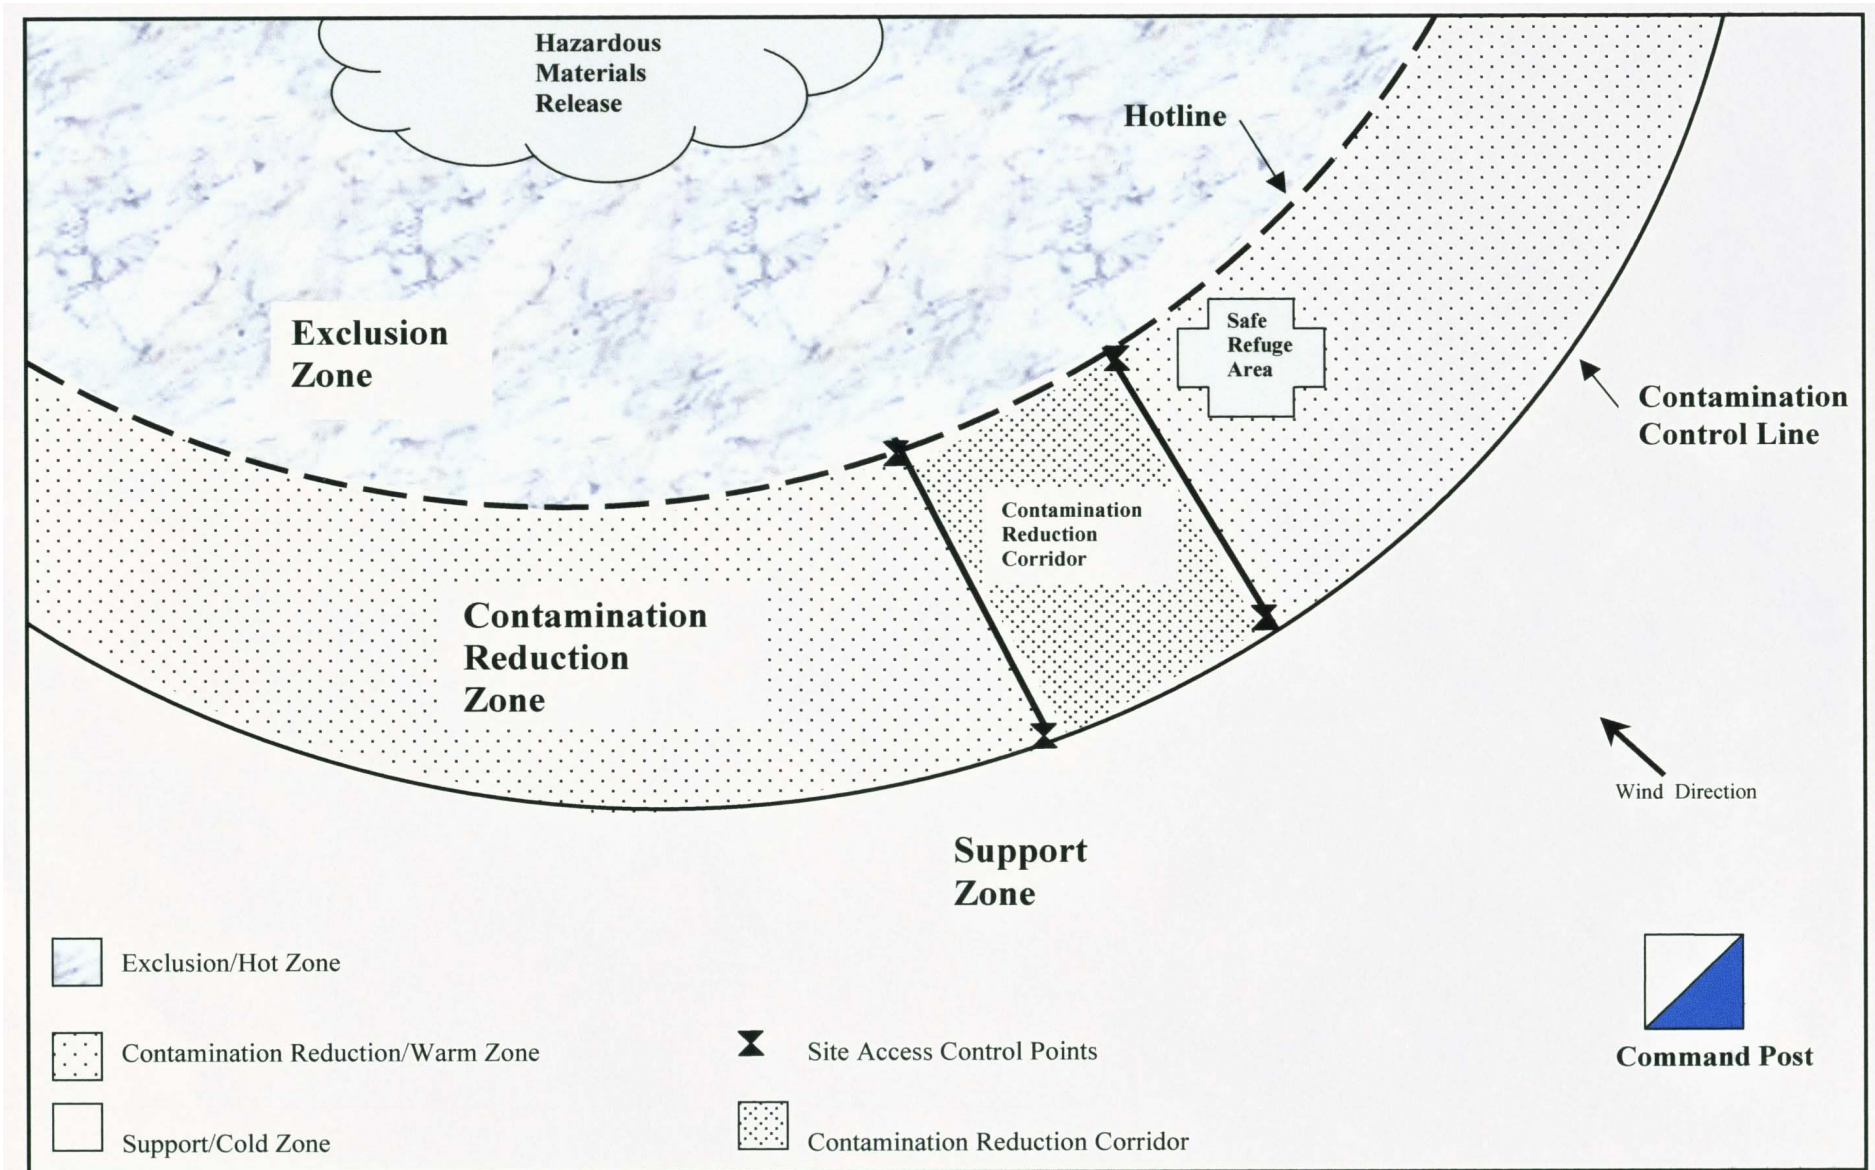 Hazardous
Materials
Release
Hotline
Exclusion
Zone
Safe
Refuge
Area
Contamination
Control Line
Contamination
Reduction
Corridor
Contamination
Reduction
Zone
Wind Direction
Support
Zone
Exclusion/Hot Zone
Contamination Reduction/Warm Zone
Support/Cold Zone
Site Access Control Points
Contamination Reduction Corridor
Command Post